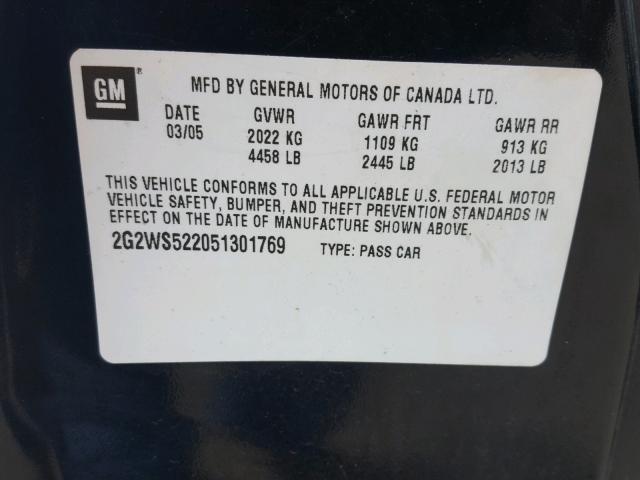 GM®
MFD BY GENERAL MOTORS OF CANADA LTD.
DATE GVWR GAWR FRT GAWR RR
03/05 2022 KG 1109 KG 913 KG
4458 LB 2445 LB 2013 LB
THIS VEHICLE CONFORMS TO ALL APPLICABLE U.S. FEDERAL MOTOR
VEHICLE SAFETY, BUMPER, AND THEFT PREVENTION STANDARDS IN
EFFECT ON THE DATE OF MANUFACTURE SHOWN ABOVE.
2G2WS522051301769 TYPE: PASS CAR